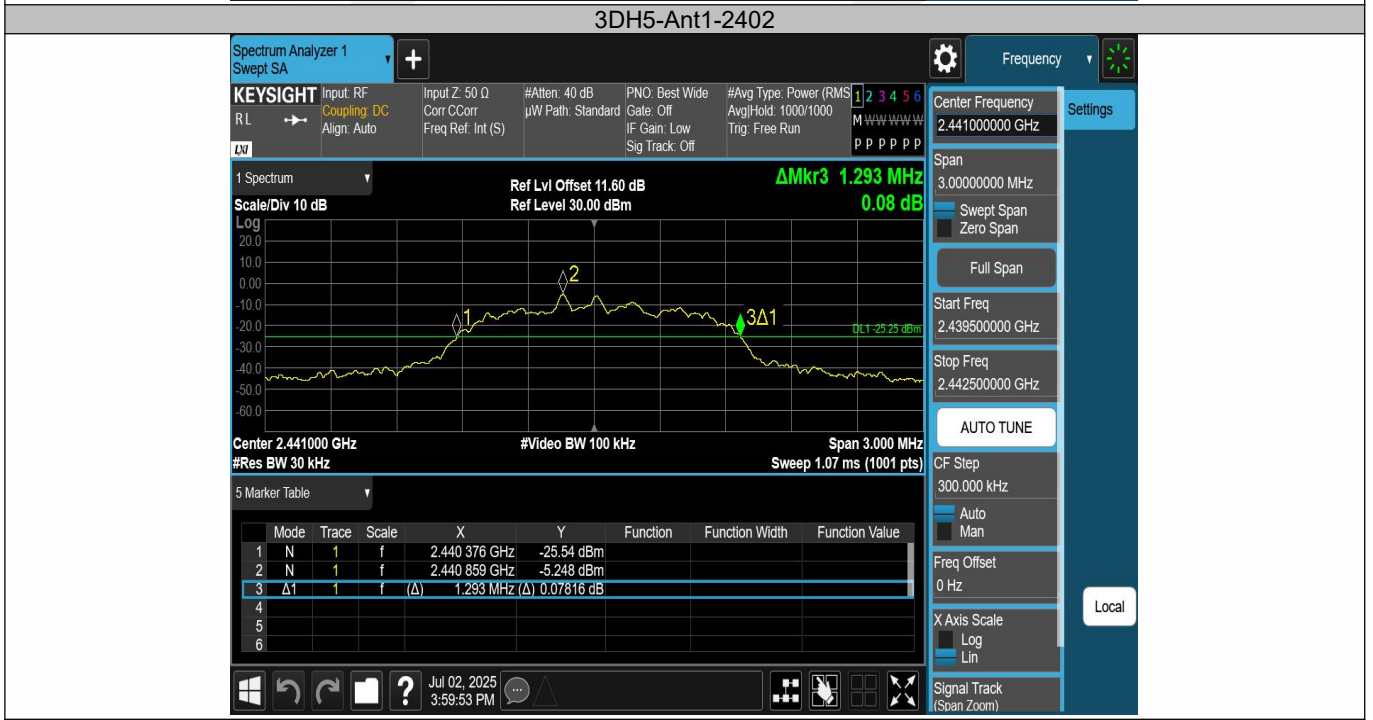 3DH5-Ant1-2402
Spectrum Analyzer 1
Swept SA
Frequency
KEYSIGHT
RL
LXI
Input: RF
Coupling: DC
Align: Auto
Input Z: 50 Ω
Corr CCorr
Freq Ref: Int (S)
#Atten: 40 dB
µW Path: Standard
PNO: Best Wide
Gate: Off
IF Gain: Low
Sig Track: Off
#Avg Type: Power (RMS
Avg|Hold: 1000/1000
Trig: Free Run
1 2 3 4 5 6
M W W W W W
P P P P P P
Center Frequency
2.441000000 GHz
Settings
Span
3.00000000 MHz
Swept Span
Zero Span
Full Span
Start Freq
2.439500000 GHz
Stop Freq
2.442500000 GHz
AUTO TUNE
CF Step
300.000 kHz
Auto
Man
Freq Offset
0 Hz
X Axis Scale
Log
Lin
Signal Track
(Span Zoom)
Local
1 Spectrum
Scale/Div 10 dB
Ref Lvl Offset 11.60 dB
Ref Level 30.00 dBm
ΔMkr3 1.293 MHz
0.08 dB
Log
20.0
10.0
0.00
-10.0
-20.0
-30.0
-40.0
-50.0
-60.0
1
2
3Δ1
DL1 -25.25 dBm
Center 2.441000 GHz
#Video BW 100 kHz
Span 3.000 MHz
#Res BW 30 kHz
Sweep 1.07 ms (1001 pts)
5 Marker Table
Mode Trace Scale X Y Function Function Width Function Value
1 N 1 f 2.440 376 GHz -25.54 dBm
2 N 1 f 2.440 859 GHz -5.248 dBm
3 Δ1 1 f (Δ) 1.293 MHz (Δ) 0.07816 dB
4
5
6
?
Jul 02, 2025
3:59:53 PM